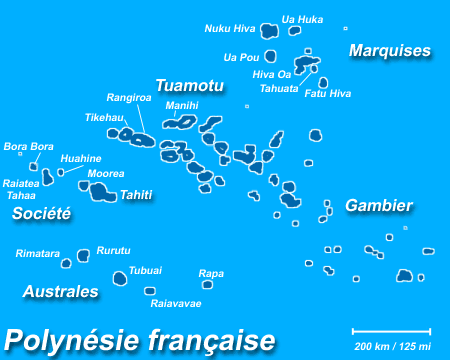 Nuku Hiva
Ua Huka
Marquises
Ua Pou
Hiva Oa
Tahuata
Fatu Hiva
Tuamotu
Rangiroa
Manihi
Tikehau
Bora Bora
Huahine
Moorea
Raiatea
Tahaa
Tahiti
Société
Gambier
Rimatara
Rurutu
Tubuai
Rapa
Raiavavae
Australes
Polynésie française
200 km / 125 mi